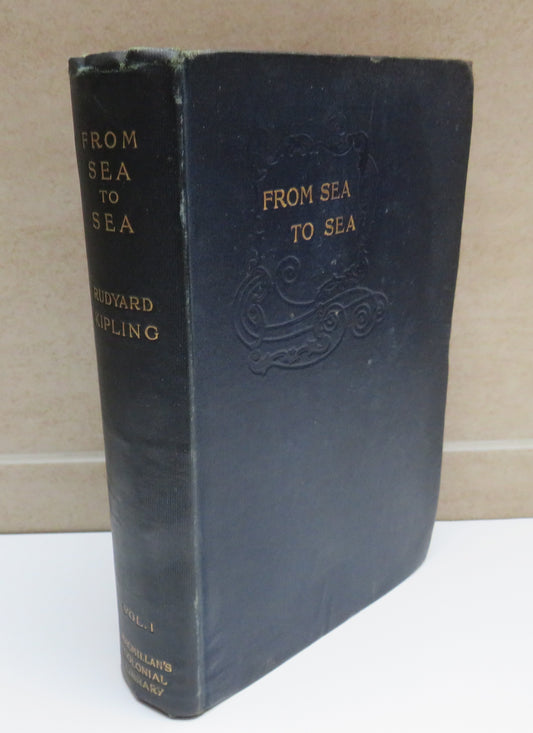 FROM
SEA
TO
SEA
RUDYARD
KIPLING
VOL. I
MACMILLAN'S
COLONIAL
LIBRARY
FROM SEA
TO SEA